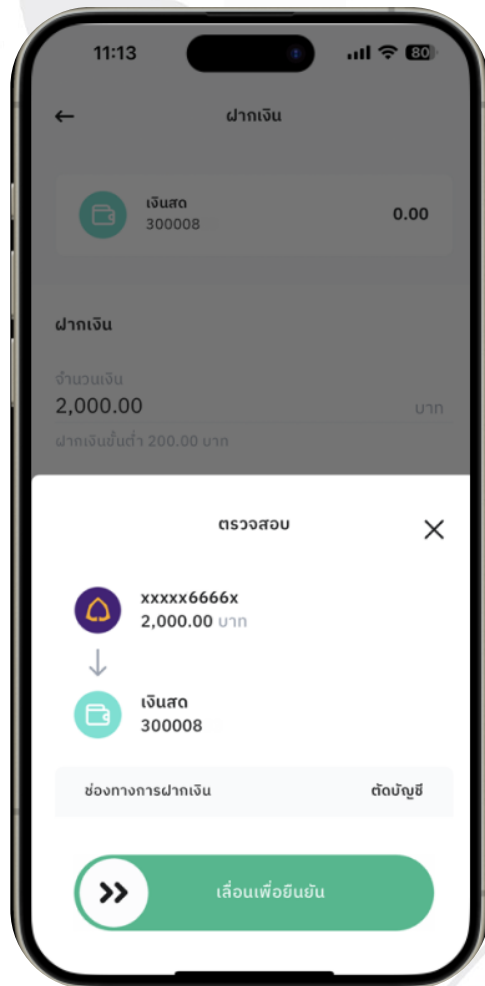 11:13
80
ฝากเงิน
เงินสด
300008
0.00
ฝากเงิน
จำนวนเงิน
2,000.00 บาท
ฝากเงินขั้นต่ำ 200.00 บาท
ตรวจสอบ
xxxxx6666x
2,000.00 บาท
เงินสด
300008
ช่องทางการฝากเงิน ตัดบัญชี
เลื่อนเพื่อยืนยัน